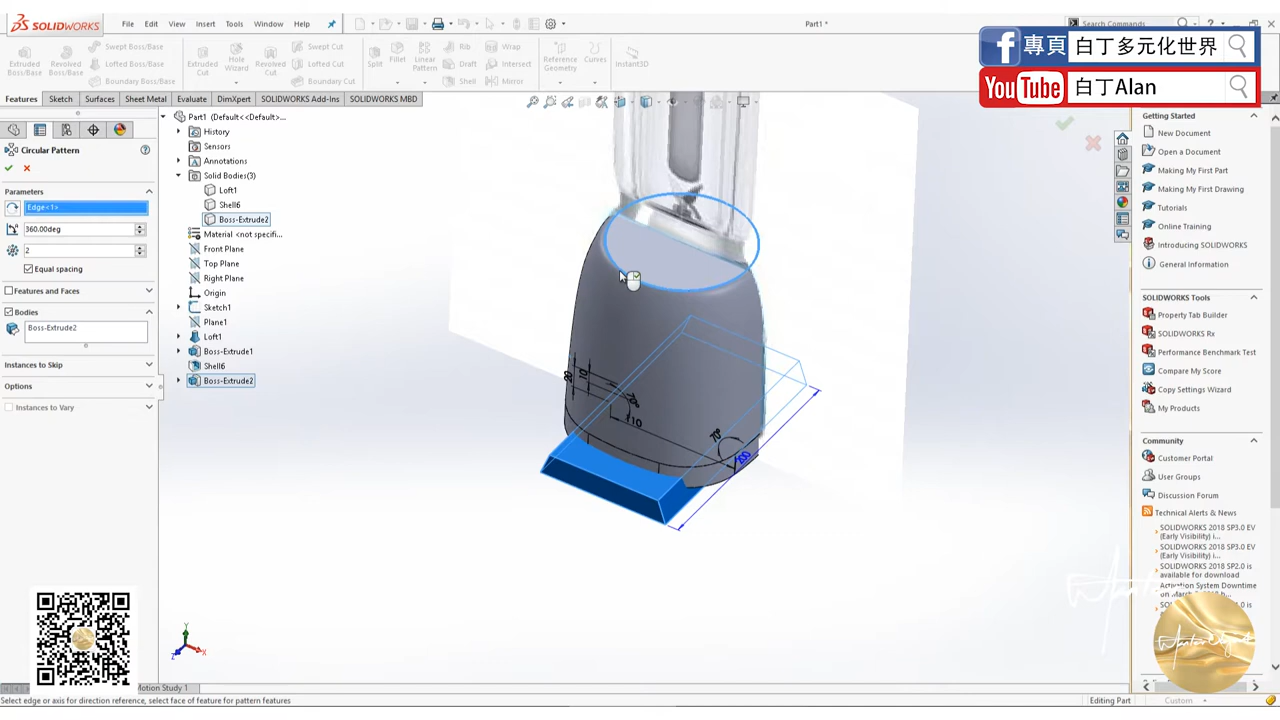 SOLIDWORKS
File Edit View Insert Tools Window Help
Part1 *
Search Commands
Extruded Boss/Base
Revolved Boss/Base
Swept Boss/Base
Lofted Boss/Base
Boundary Boss/Base
Extruded Cut
Hole Wizard
Revolved Cut
Swept Cut
Lofted Cut
Boundary Cut
Split
Fillet
Linear Pattern
Rib
Draft
Shell
Wrap
Intersect
Mirror
Reference Geometry
Curves
Instant3D
專頁 白丁多元化世界
YouTube 白丁Alan
Features Sketch Surfaces Sheet Metal Evaluate DimXpert SOLIDWORKS Add-Ins SOLIDWORKS MBD
Circular Pattern
Parameters
Edge<1>
360.00deg
2
Equal spacing
Features and Faces
Bodies
Boss-Extrude2
Instances to Skip
Options
Instances to Vary
Part1 (Default<<Default>...
History
Sensors
Annotations
Solid Bodies(3)
Loft1
Shell6
Boss-Extrude2
Material <not specifi...
Front Plane
Top Plane
Right Plane
Origin
Sketch1
Plane1
Loft1
Boss-Extrude1
Shell6
Boss-Extrude2
20
10
70°
10
70°
200
Getting Started
New Document
Open a Document
Making My First Part
Making My First Drawing
Tutorials
Online Training
Introducing SOLIDWORKS
General Information
SOLIDWORKS Tools
Property Tab Builder
SOLIDWORKS Rx
Performance Benchmark Test
Compare My Score
Copy Settings Wizard
My Products
Community
Customer Portal
User Groups
Discussion Forum
Technical Alerts & News
SOLIDWORKS 2018 SP3.0 EV
(Early Visibility) i...
SOLIDWORKS 2018 SP3.0 EV
(Early Visibility) i...
SOLIDWORKS 2018 SP2.0 is
available for download
Activation System Downtime
Y
X
Z
Motion Study 1
Select edge or axis for direction reference, select face of feature for pattern features
Editing Part
Custom